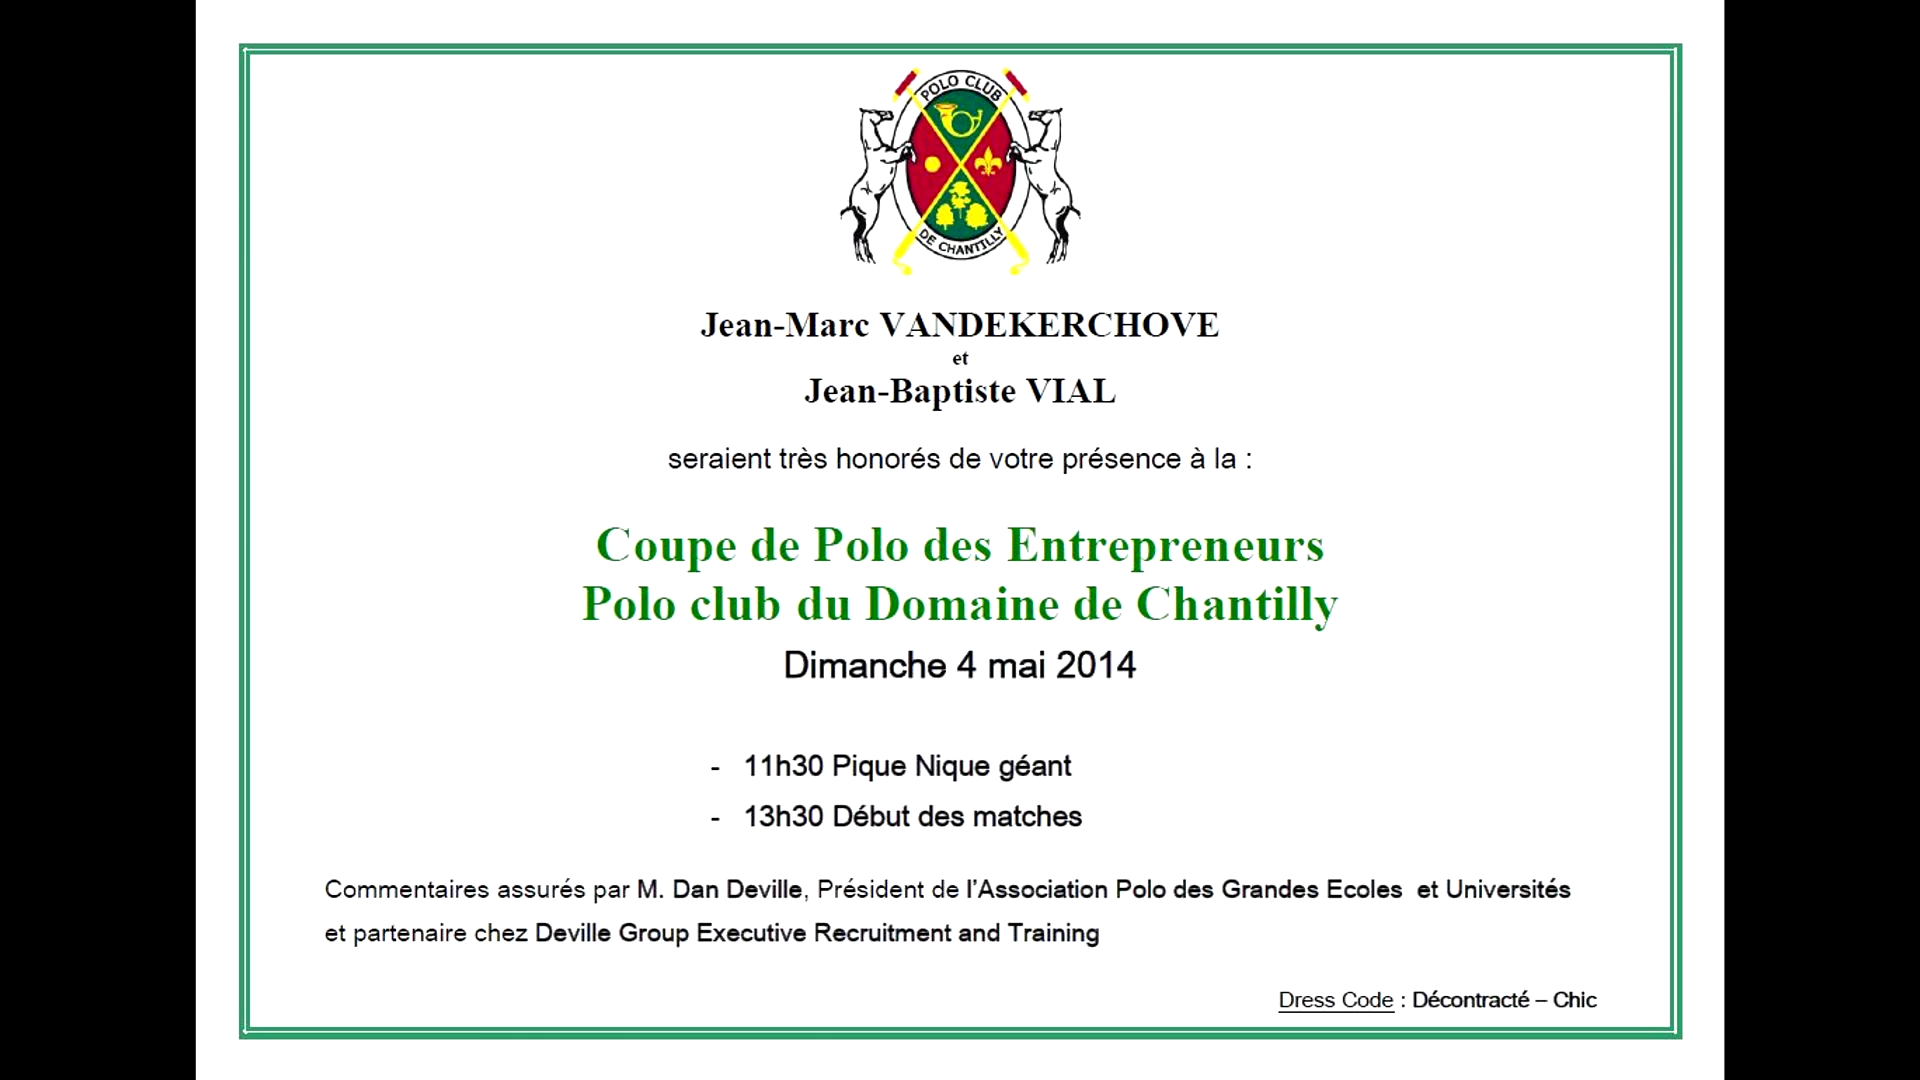 POLO CLUB
DE CHANTILLY
Jean-Marc VANDEKERCHOVE
et
Jean-Baptiste VIAL
seraient très honorés de votre présence à la :
Coupe de Polo des Entrepreneurs
Polo club du Domaine de Chantilly
Dimanche 4 mai 2014
- 11h30 Pique Nique géant
- 13h30 Début des matches
Commentaires assurés par M. Dan Deville, Président de l’Association Polo des Grandes Ecoles et Universités
et partenaire chez Deville Group Executive Recruitment and Training
Dress Code : Décontracté – Chic